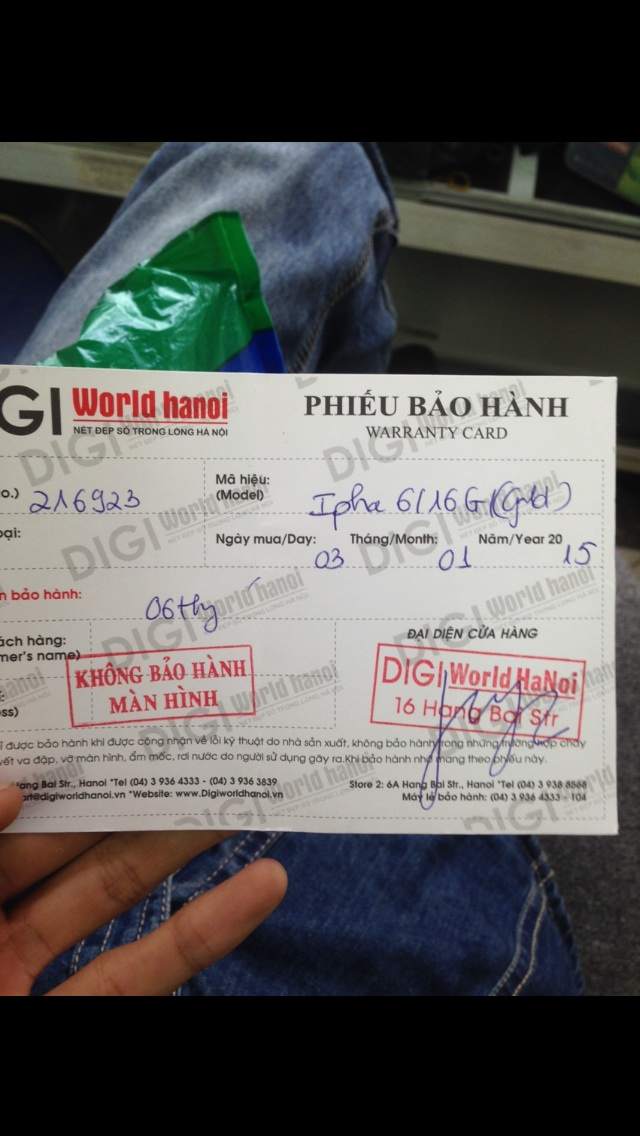 GI World hanoi
NÉT ĐẸP SỐ TRONG LÒNG HÀ NỘI
PHIẾU BẢO HÀNH
WARRANTY CARD
o.) 216923
Mã hiệu:
(Model) Ipha 6/16G (Gold)
ại:
Ngày mua/Day: 03 Tháng/Month: 01 Năm/Year 2015
n bảo hành: 06thg
ách hàng:
mer's name)
KHÔNG BẢO HÀNH
MÀN HÌNH
ss)
ĐẠI DIỆN CỬA HÀNG
DIGI World HaNoi
16 Hang Bai Str
ỉ được bảo hành khi được công nhận về lỗi kỹ thuật do nhà sản xuất, không bảo hành trong những trường hợp cháy
vết va đập, vỡ màn hình, ẩm mốc, rơi nước do người sử dụng gây ra.Khi bảo hành nhớ mang theo phiếu này.
Hang Bai Str., Hanoi *Tel (04) 3 936 4333 - (04) 3 936 3839
art@digiworldhanoi.vn *Website: www.Digiworldhanoi.vn
Store 2: 6A Hang Bai Str., Hanoi *Tel (04) 3 938 8568
Máy lẻ bảo hành: (04) 3 936 4333 - 104